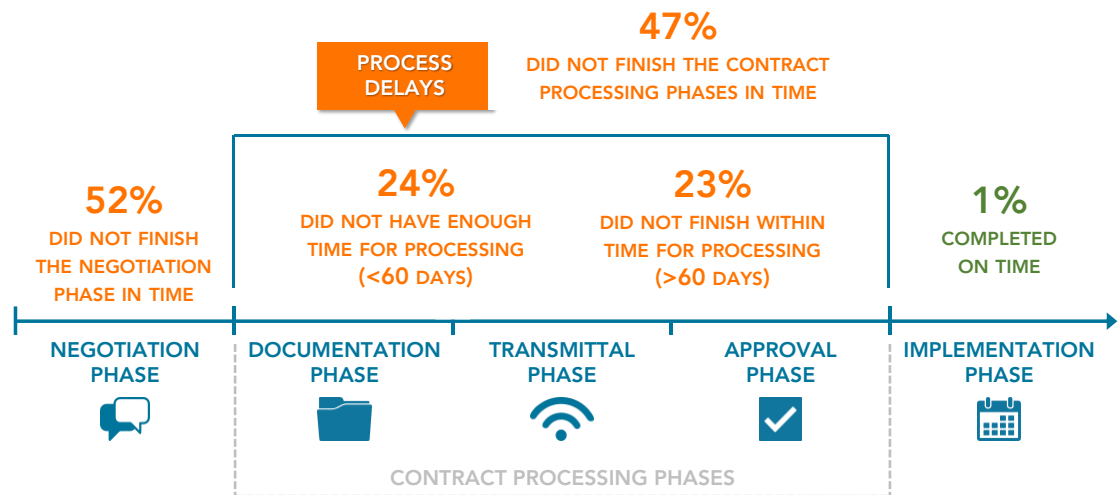 47%
DID NOT FINISH THE CONTRACT
PROCESSING PHASES IN TIME
PROCESS
DELAYS
52%
DID NOT FINISH
THE NEGOTIATION
PHASE IN TIME
24%
DID NOT HAVE ENOUGH
TIME FOR PROCESSING
(<60 DAYS)
23%
DID NOT FINISH WITHIN
TIME FOR PROCESSING
(>60 DAYS)
1%
COMPLETED
ON TIME
NEGOTIATION
PHASE
DOCUMENTATION
PHASE
TRANSMITTAL
PHASE
APPROVAL
PHASE
IMPLEMENTATION
PHASE
CONTRACT PROCESSING PHASES